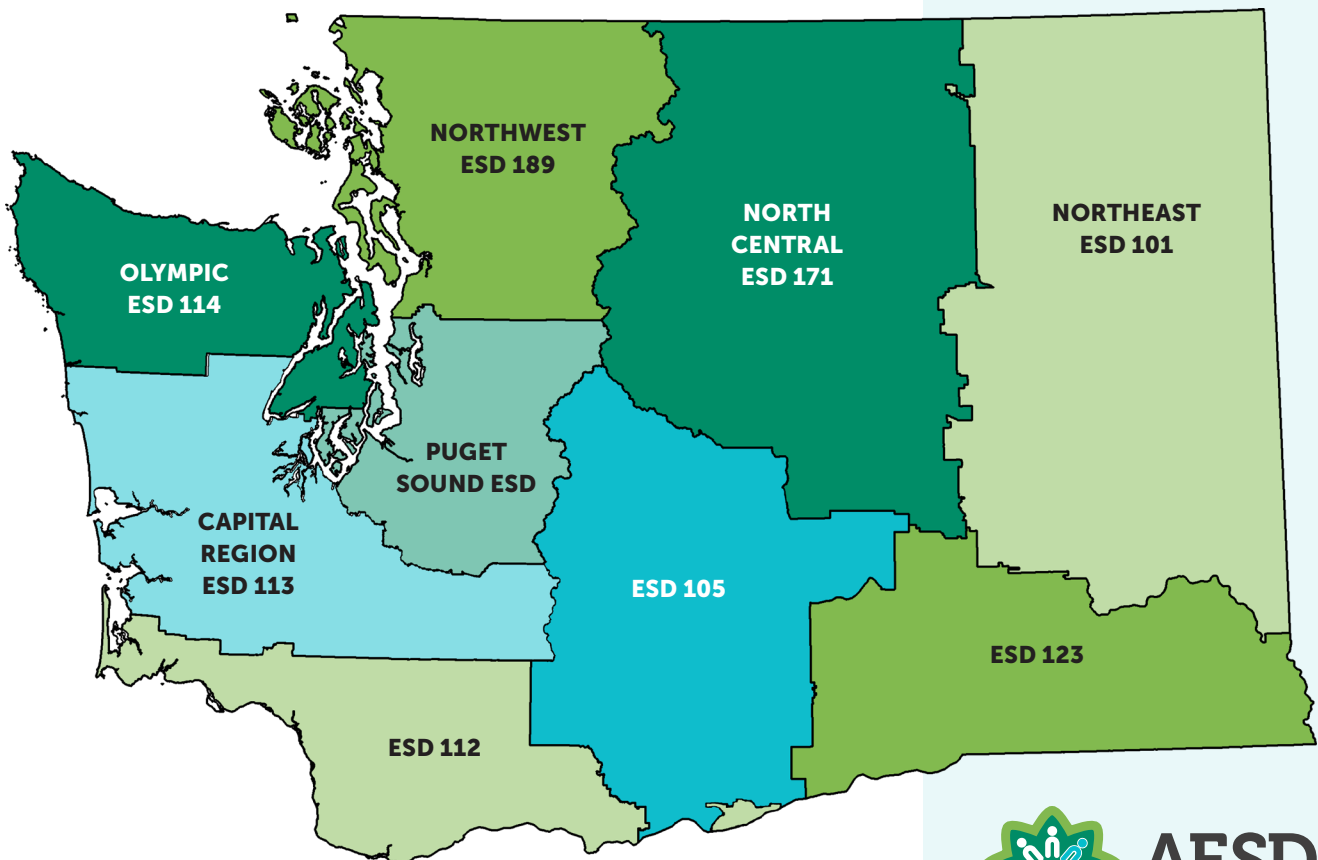 NORTHWEST
ESD 189
NORTH
CENTRAL
ESD 171
NORTHEAST
ESD 101
OLYMPIC
ESD 114
PUGET
SOUND ESD
CAPITAL
REGION
ESD 113
ESD 105
ESD 123
ESD 112
AESD